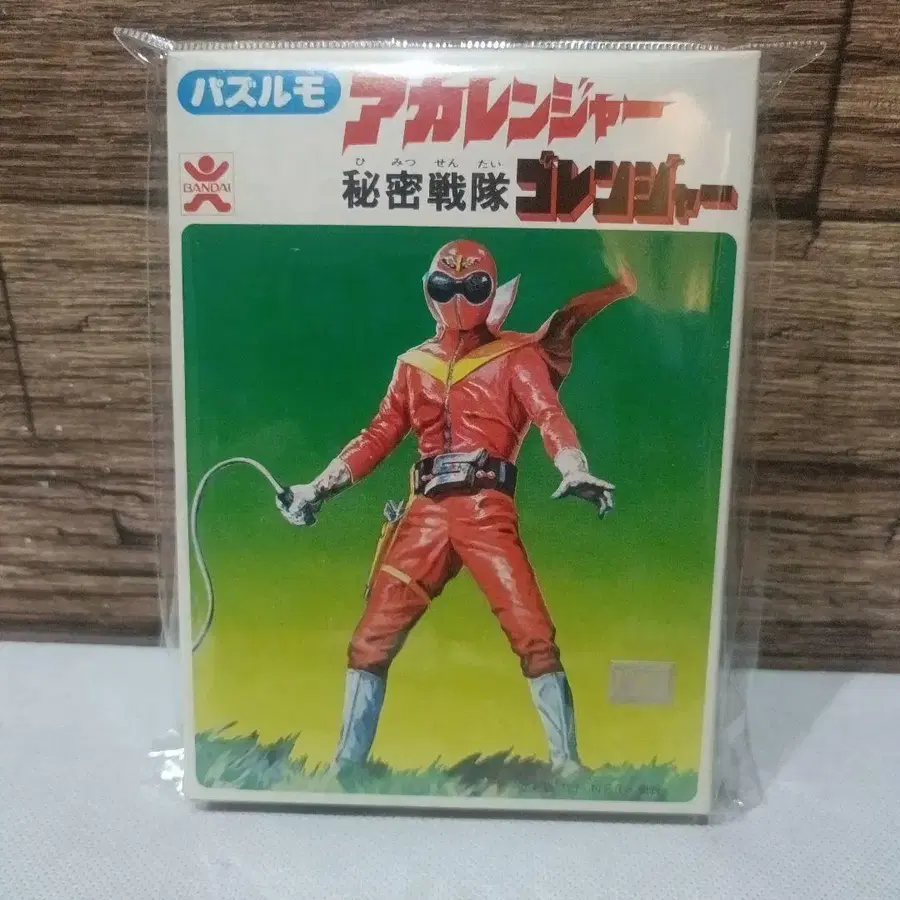 パズルモ
アカレンジャー
BANDAI
ひみつせんたい
秘密戦隊 ゴレンジャー